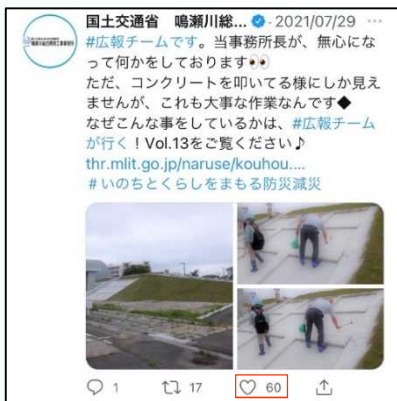 国土交通省 鳴瀬川総... · 2021/07/29 ...
#広報チームです。当事務所長が、無心にな
って何かをしております👀
ただ、コンクリートを叩いてる様にしか見え
ませんが、これも大事な作業なんです◆
なぜこんな事をしているかは、#広報チーム
が行く！Vol.13をご覧ください♪
thr.mlit.go.jp/naruse/kouhou....
#いのちとくらしをまもる防災減災
1 17 60